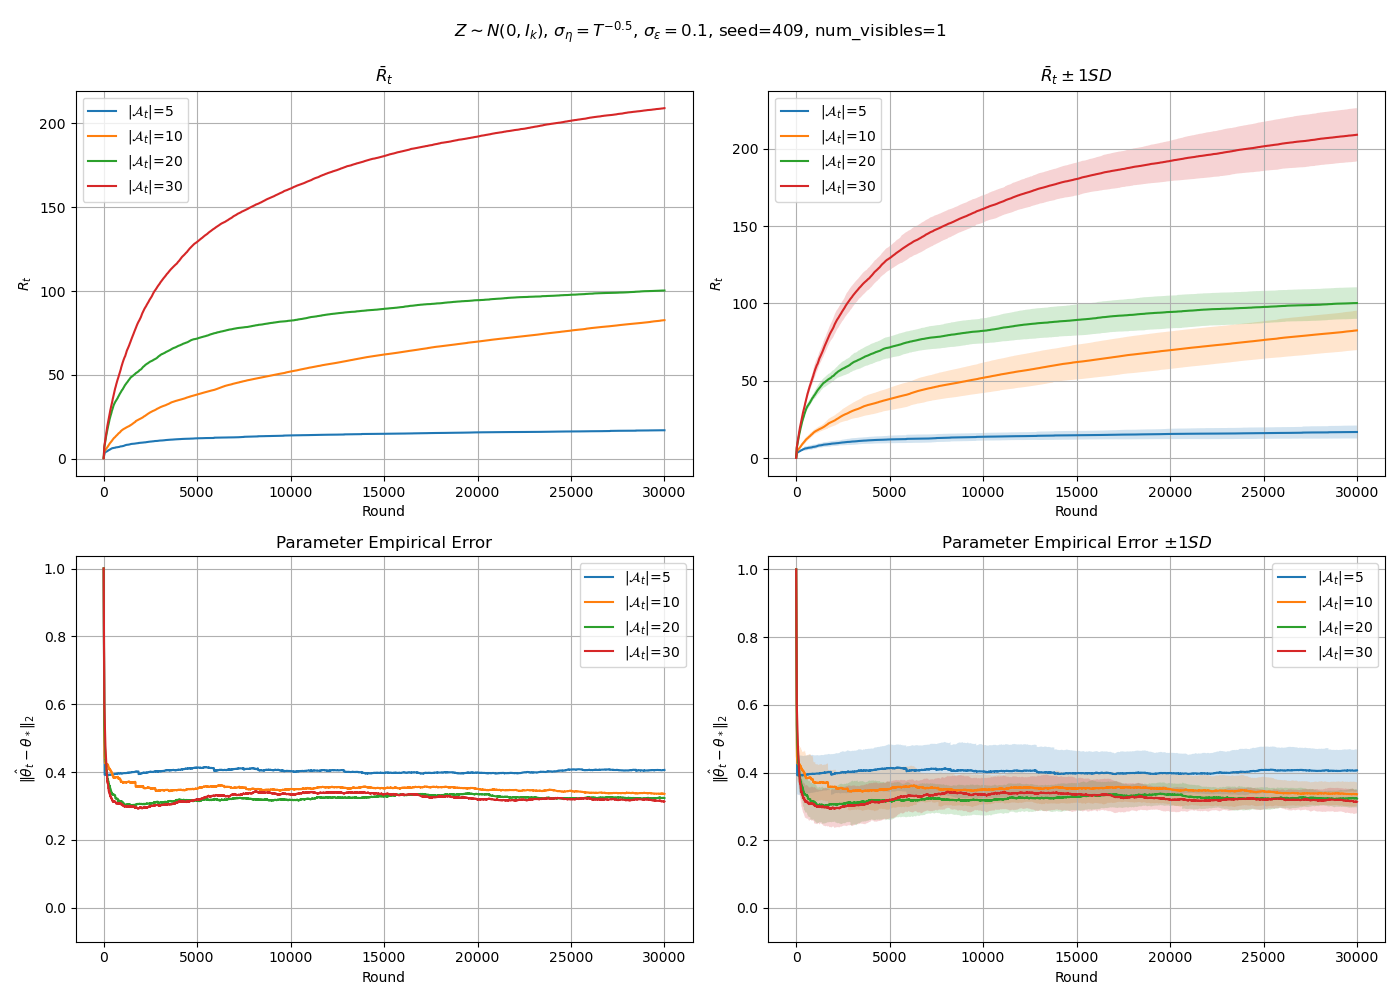 Z ∼ N(0, I_k), σ_η = T^{−0.5}, σ_ε = 0.1, seed=409, num_visibles=1
R̄_t
R_t
200
150
100
50
0
|𝒜_t|=5
|𝒜_t|=10
|𝒜_t|=20
|𝒜_t|=30
0 5000 10000 15000 20000 25000 30000
Round
R̄_t ± 1SD
R_t
200
150
100
50
0
|𝒜_t|=5
|𝒜_t|=10
|𝒜_t|=20
|𝒜_t|=30
0 5000 10000 15000 20000 25000 30000
Round
Parameter Empirical Error
‖θ̂_t − θ_*‖_2
1.0
0.8
0.6
0.4
0.2
0.0
|𝒜_t|=5
|𝒜_t|=10
|𝒜_t|=20
|𝒜_t|=30
0 5000 10000 15000 20000 25000 30000
Round
Parameter Empirical Error ±1SD
‖θ̂_t − θ_*‖_2
1.0
0.8
0.6
0.4
0.2
0.0
|𝒜_t|=5
|𝒜_t|=10
|𝒜_t|=20
|𝒜_t|=30
0 5000 10000 15000 20000 25000 30000
Round